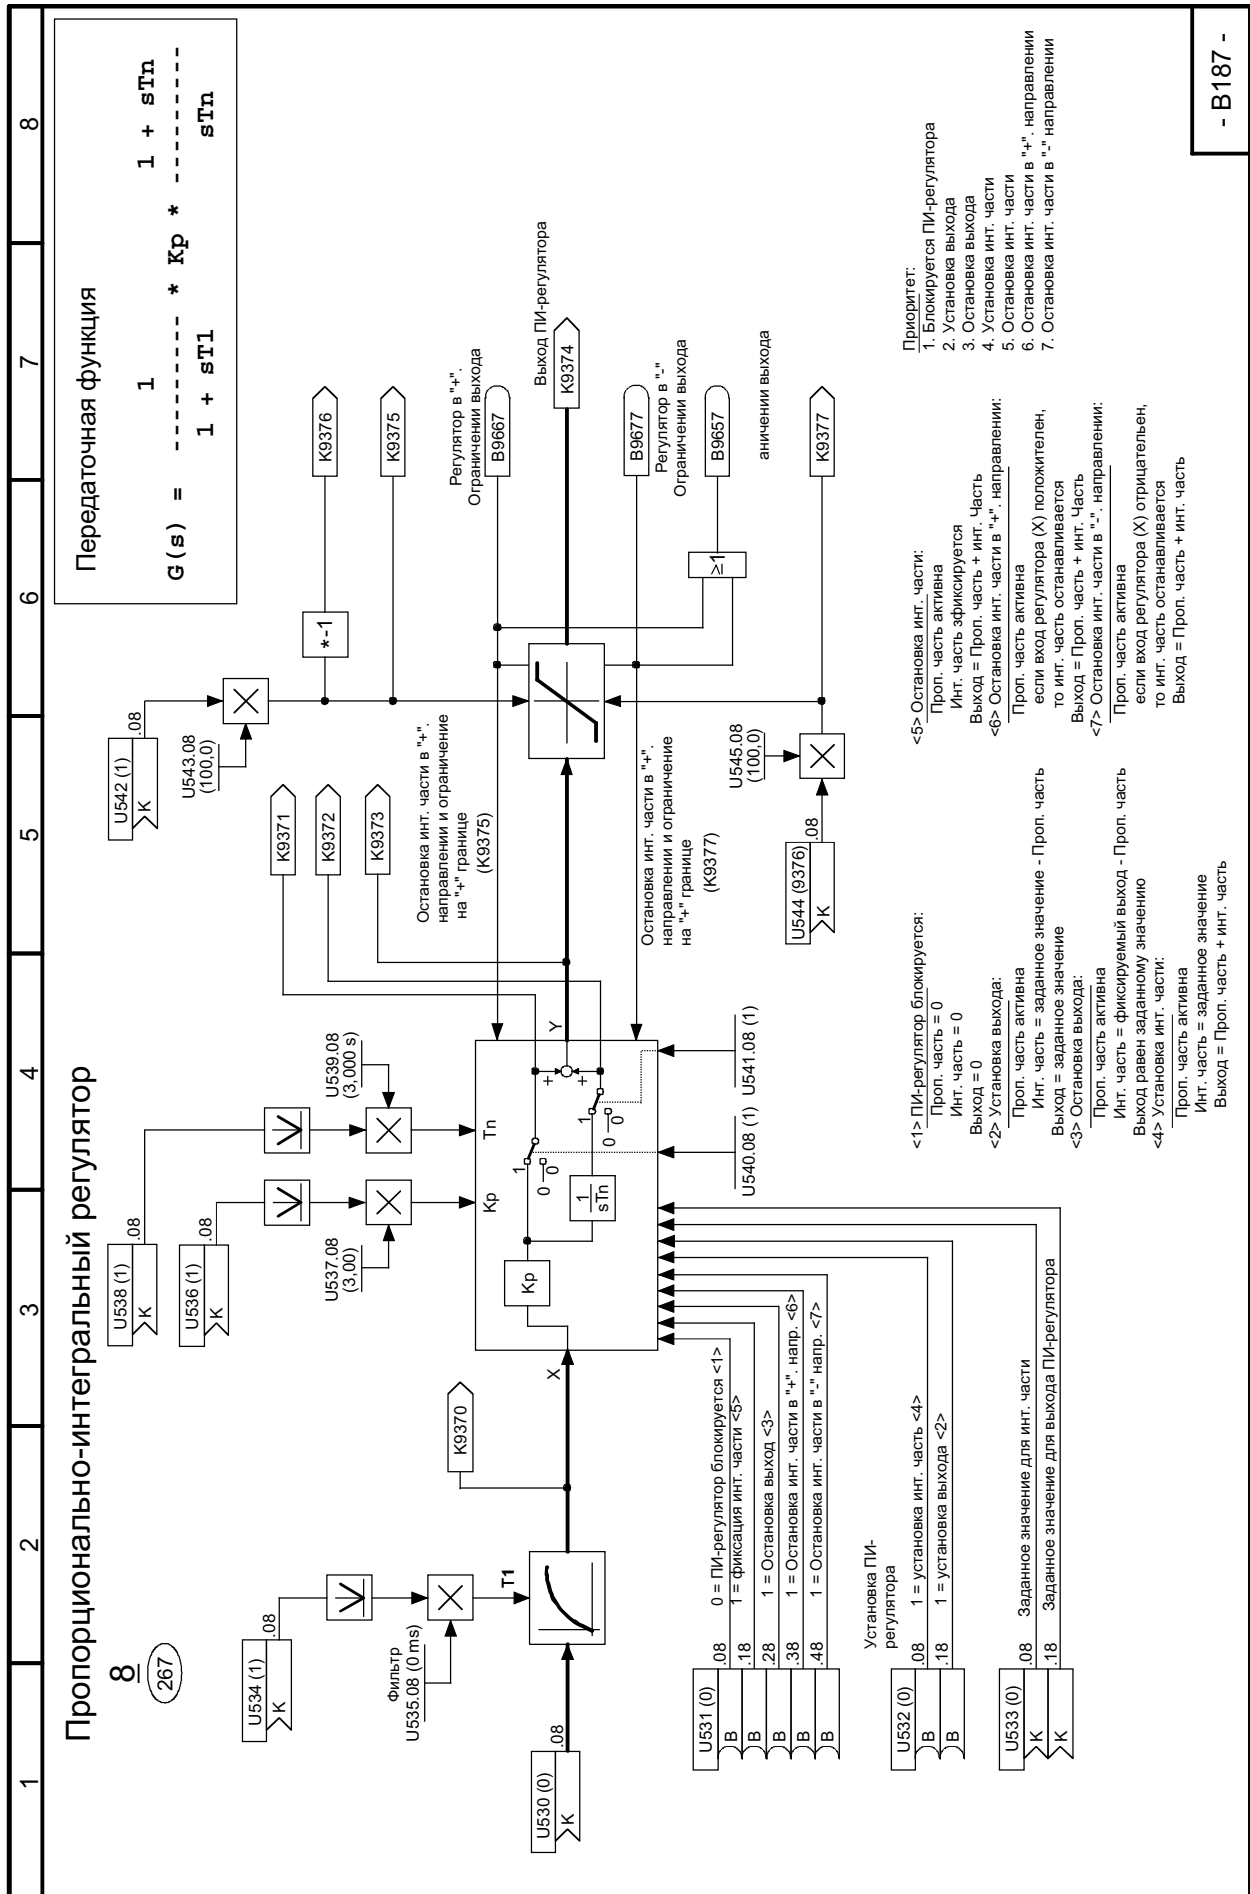 1 2 3 4 5 6 7 8
Пропорционально-интегральный регулятор
8
267
Передаточная функция
1 1 + sTn
G(s) = --------- * Kp * ---------
1 + sT1 sTn
U534 (1)
K
.08
Фильтр
U535.08 (0 ms)
T1
U530 (0)
K
.08
K9370
X
U538 (1)
K
.08
U536 (1)
K
.08
U537.08
(3,00)
U539.08
(3,000 s)
Kp
Tn
Kp
1
sTn
1
0
0
1
0
0
+
+
Y
U540.08 (1)
U541.08 (1)
K9371
K9372
K9373
U542 (1)
K
.08
U543.08
(100,0)
*-1
K9376
K9375
Остановка инт. части в "+".
направлении и ограничение
на "+" границе
(K9375)
Регулятор в "+".
Ограничении выхода
B9667
Выход ПИ-регулятора
K9374
B9677
Регулятор в "-"
Ограничении выхода
B9657
≥1
аничении выхода
K9377
Остановка инт. части в "+".
направлении и ограничение
на "+" границе
(K9377)
U545.08
(100,0)
U544 (9376)
K
.08
U531 (0)
B .08 0 = ПИ-регулятор блокируется <1>
B .18 1 = фиксация инт. части <5>
B .28 1 = Остановка выход <3>
B .38 1 = Остановка инт. части в "+". напр. <6>
B .48 1 = Остановка инт. части в "-" напр. <7>
Установка ПИ-
регулятора
U532 (0)
B .08 1 = установка инт. часть <4>
B .18 1 = установка выхода <2>
U533 (0)
K .08 Заданное значение для инт. части
K .18 Заданное значение для выхода ПИ-регулятора
<1> ПИ-регулятор блокируется:
Проп. часть = 0
Инт. часть = 0
Выход = 0
<2> Установка выхода:
Проп. часть активна
Инт. часть = заданное значение - Проп. часть
Выход = заданное значение
<3> Остановка выхода:
Проп. часть активна
Инт. часть = фиксируемый выход - Проп. часть
Выход равен заданному значению
<4> Установка инт. части:
Проп. часть активна
Инт. часть = заданное значение
Выход = Проп. часть + инт. часть
<5> Остановка инт. части:
Проп. часть активна
Инт. часть зфиксируется
Выход = Проп. часть + инт. Часть
<6> Остановка инт. части в "+". направлении:
Проп. часть активна
если вход регулятора (X) положителен,
то инт. часть останавливается
Выход = Проп. часть + инт. Часть
<7> Остановка инт. части в "-". направлении:
Проп. часть активна
если вход регулятора (X) отрицательен,
то инт. часть останавливается
Выход = Проп. часть + инт. часть
Приоритет:
1. Блокируется ПИ-регулятора
2. Установка выхода
3. Остановка выхода
4. Установка инт. части
5. Остановка инт. части
6. Остановка инт. части в "+". направлении
7. Остановка инт. части в "-" направлении
- B187 -